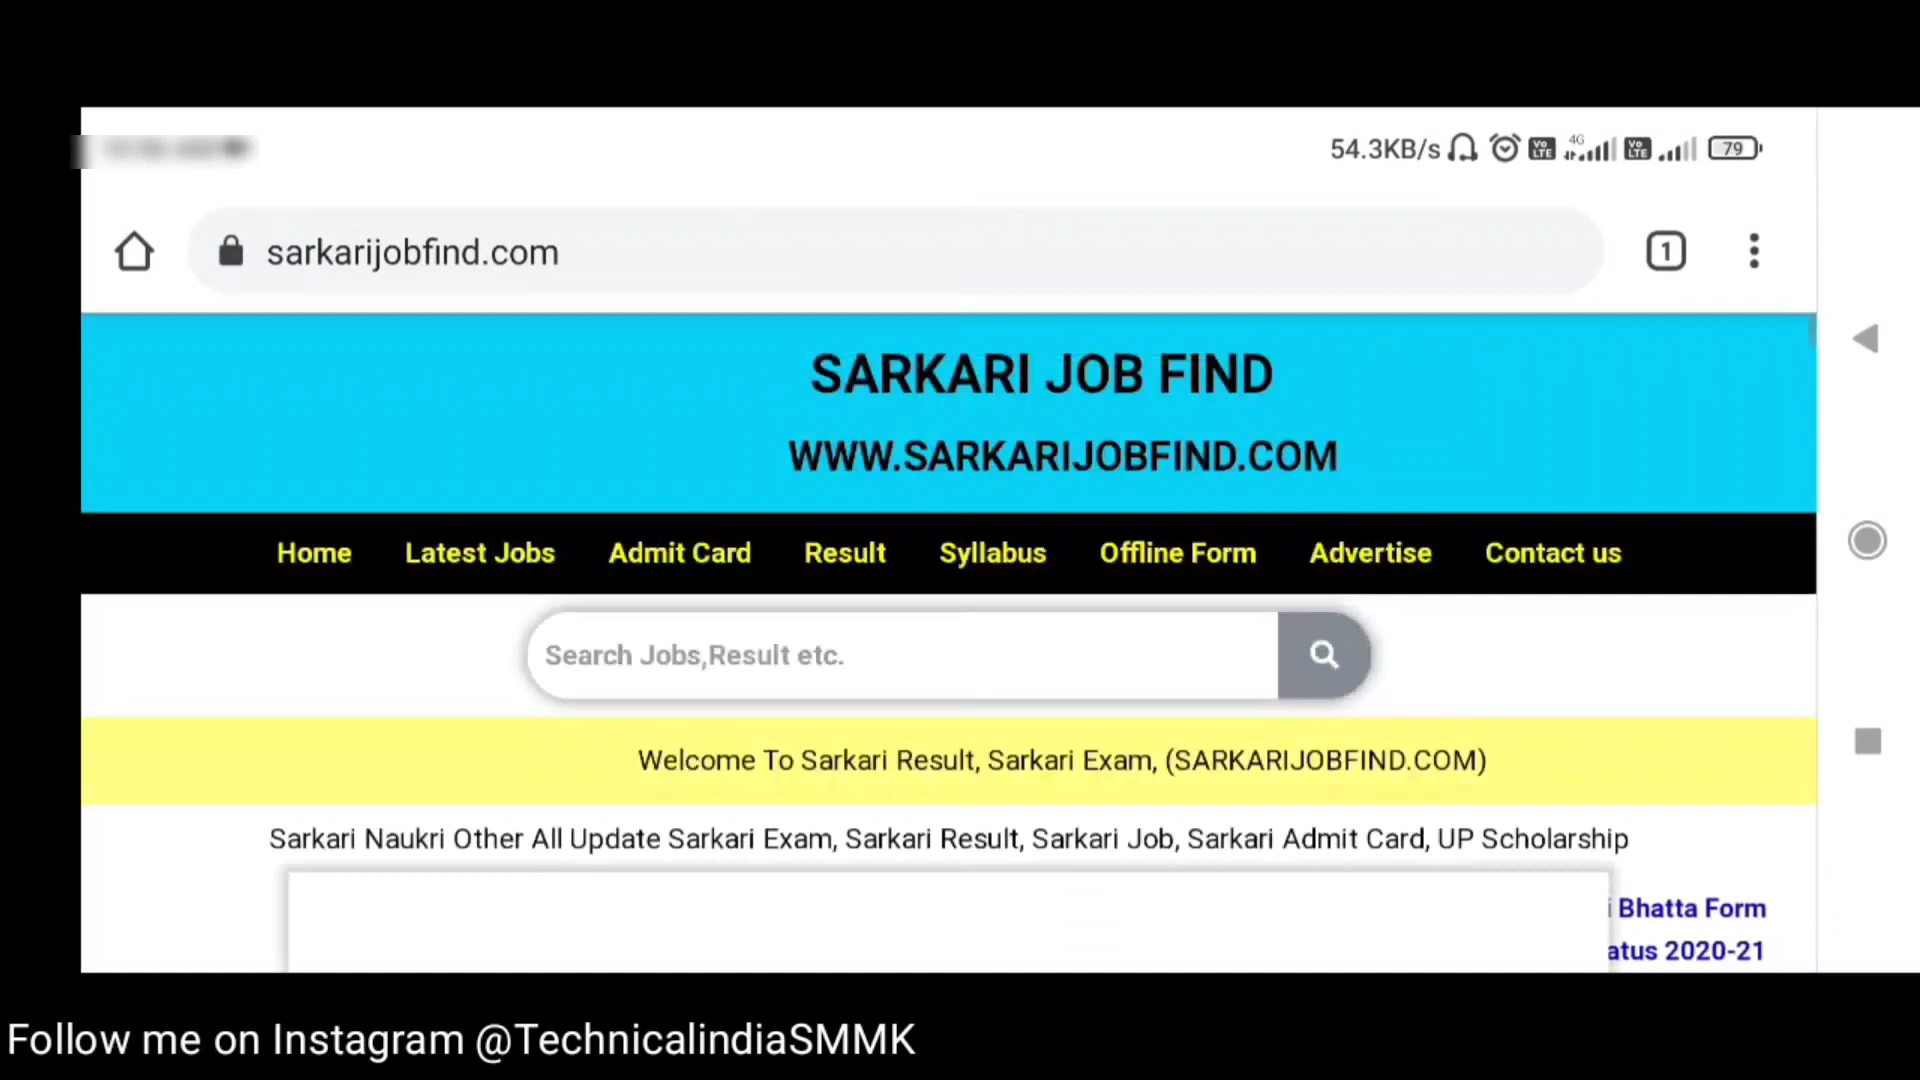 54.3KB/s 4G 79
sarkarijobfind.com
1
SARKARI JOB FIND
WWW.SARKARIJOBFIND.COM
Home Latest Jobs Admit Card Result Syllabus Offline Form Advertise Contact us
Search Jobs,Result etc.
Welcome To Sarkari Result, Sarkari Exam, (SARKARIJOBFIND.COM)
Sarkari Naukri Other All Update Sarkari Exam, Sarkari Result, Sarkari Job, Sarkari Admit Card, UP Scholarship
Bhatta Form
2020-21
Follow me on Instagram @TechnicalindiaSMMK